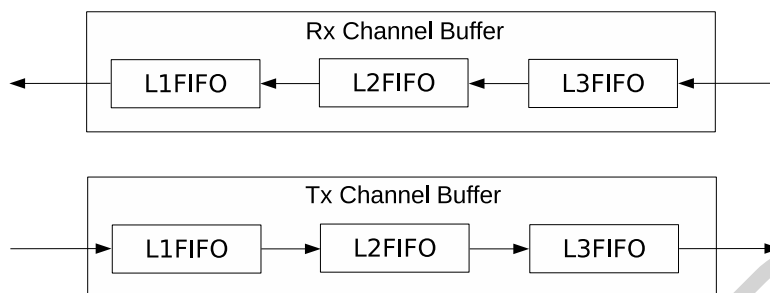 Rx Channel Buffer
L1FIFO L2FIFO L3FIFO
Tx Channel Buffer
L1FIFO L2FIFO L3FIFO